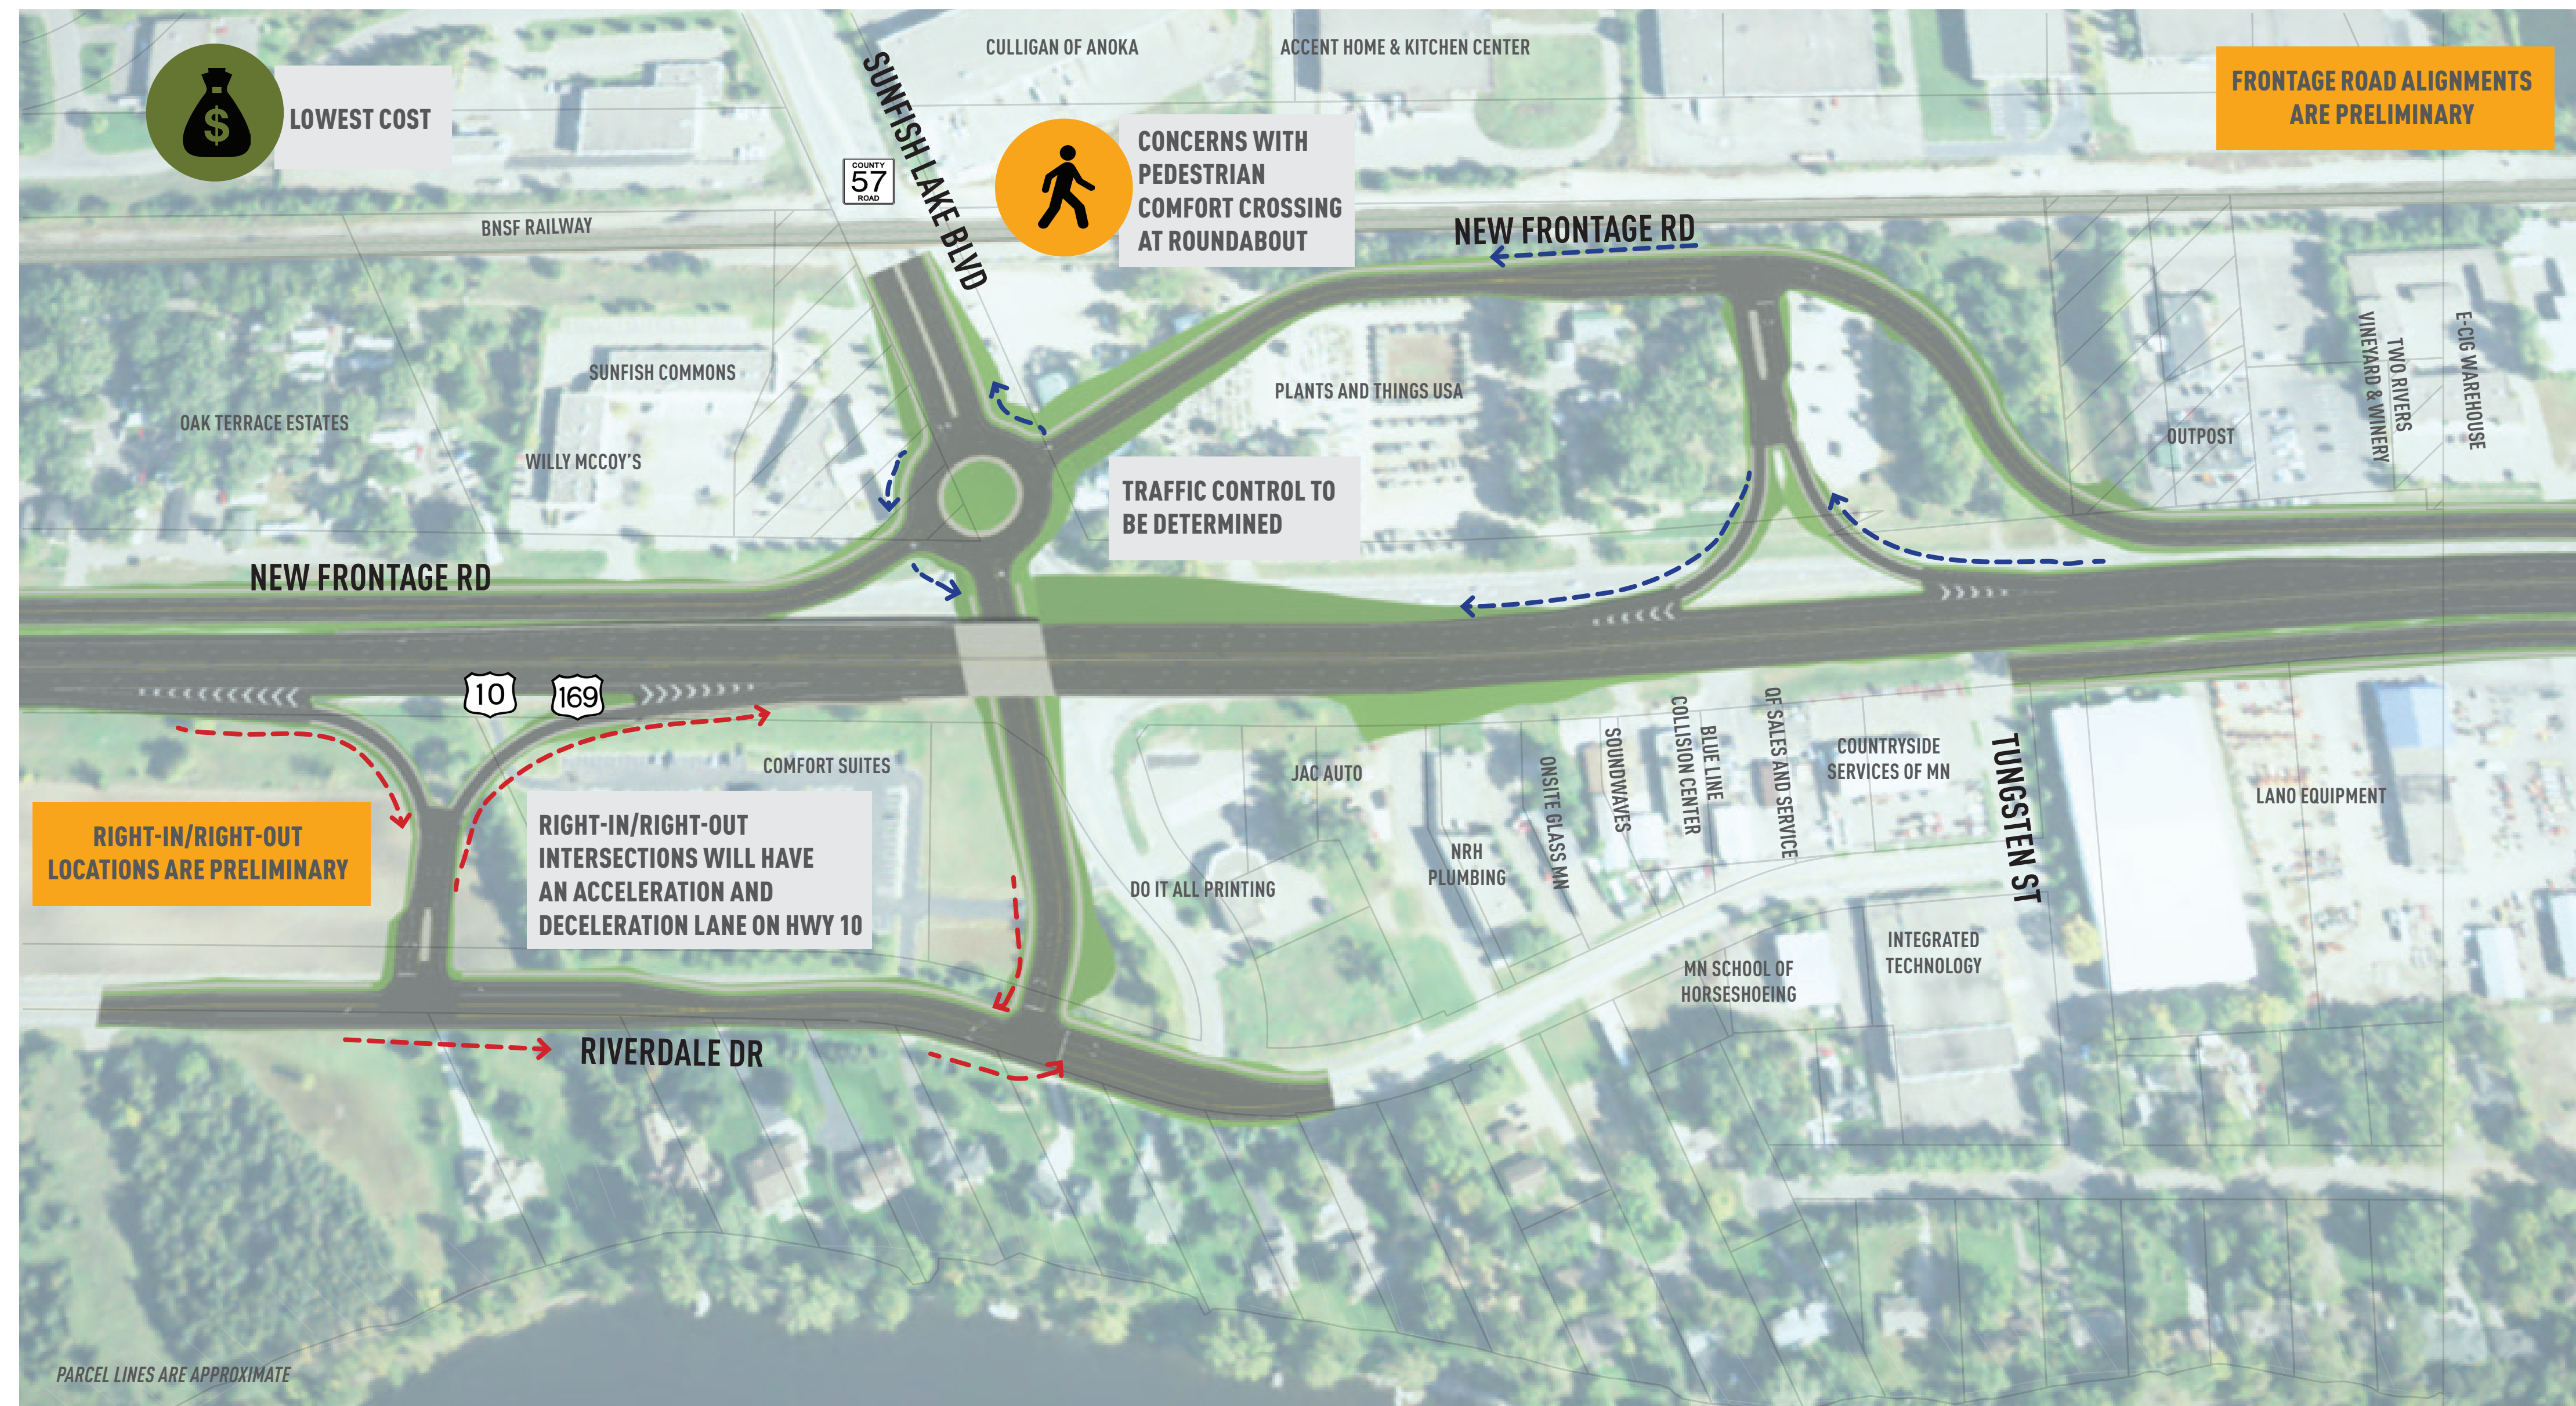 CULLIGAN OF ANOKA
ACCENT HOME & KITCHEN CENTER
FRONTAGE ROAD ALIGNMENTS
ARE PRELIMINARY
$
LOWEST COST
SUNFISH LAKE BLVD
COUNTY
57
ROAD
CONCERNS WITH
PEDESTRIAN
COMFORT CROSSING
AT ROUNDABOUT
BNSF RAILWAY
NEW FRONTAGE RD
SUNFISH COMMONS
OAK TERRACE ESTATES
WILLY MCCOY'S
PLANTS AND THINGS USA
OUTPOST
TWO RIVERS
VINEYARD & WINERY
E-CIG WAREHOUSE
TRAFFIC CONTROL TO
BE DETERMINED
NEW FRONTAGE RD
10
169
COMFORT SUITES
JAC AUTO
ONSITE GLASS MN
SOUNDWAVES
BLUE LINE
COLLISION CENTER
QF SALES AND SERVICE
COUNTRYSIDE
SERVICES OF MN
TUNGSTEN ST
LANO EQUIPMENT
RIGHT-IN/RIGHT-OUT
LOCATIONS ARE PRELIMINARY
RIGHT-IN/RIGHT-OUT
INTERSECTIONS WILL HAVE
AN ACCELERATION AND
DECELERATION LANE ON HWY 10
DO IT ALL PRINTING
NRH
PLUMBING
INTEGRATED
TECHNOLOGY
MN SCHOOL OF
HORSESHOEING
RIVERDALE DR
PARCEL LINES ARE APPROXIMATE